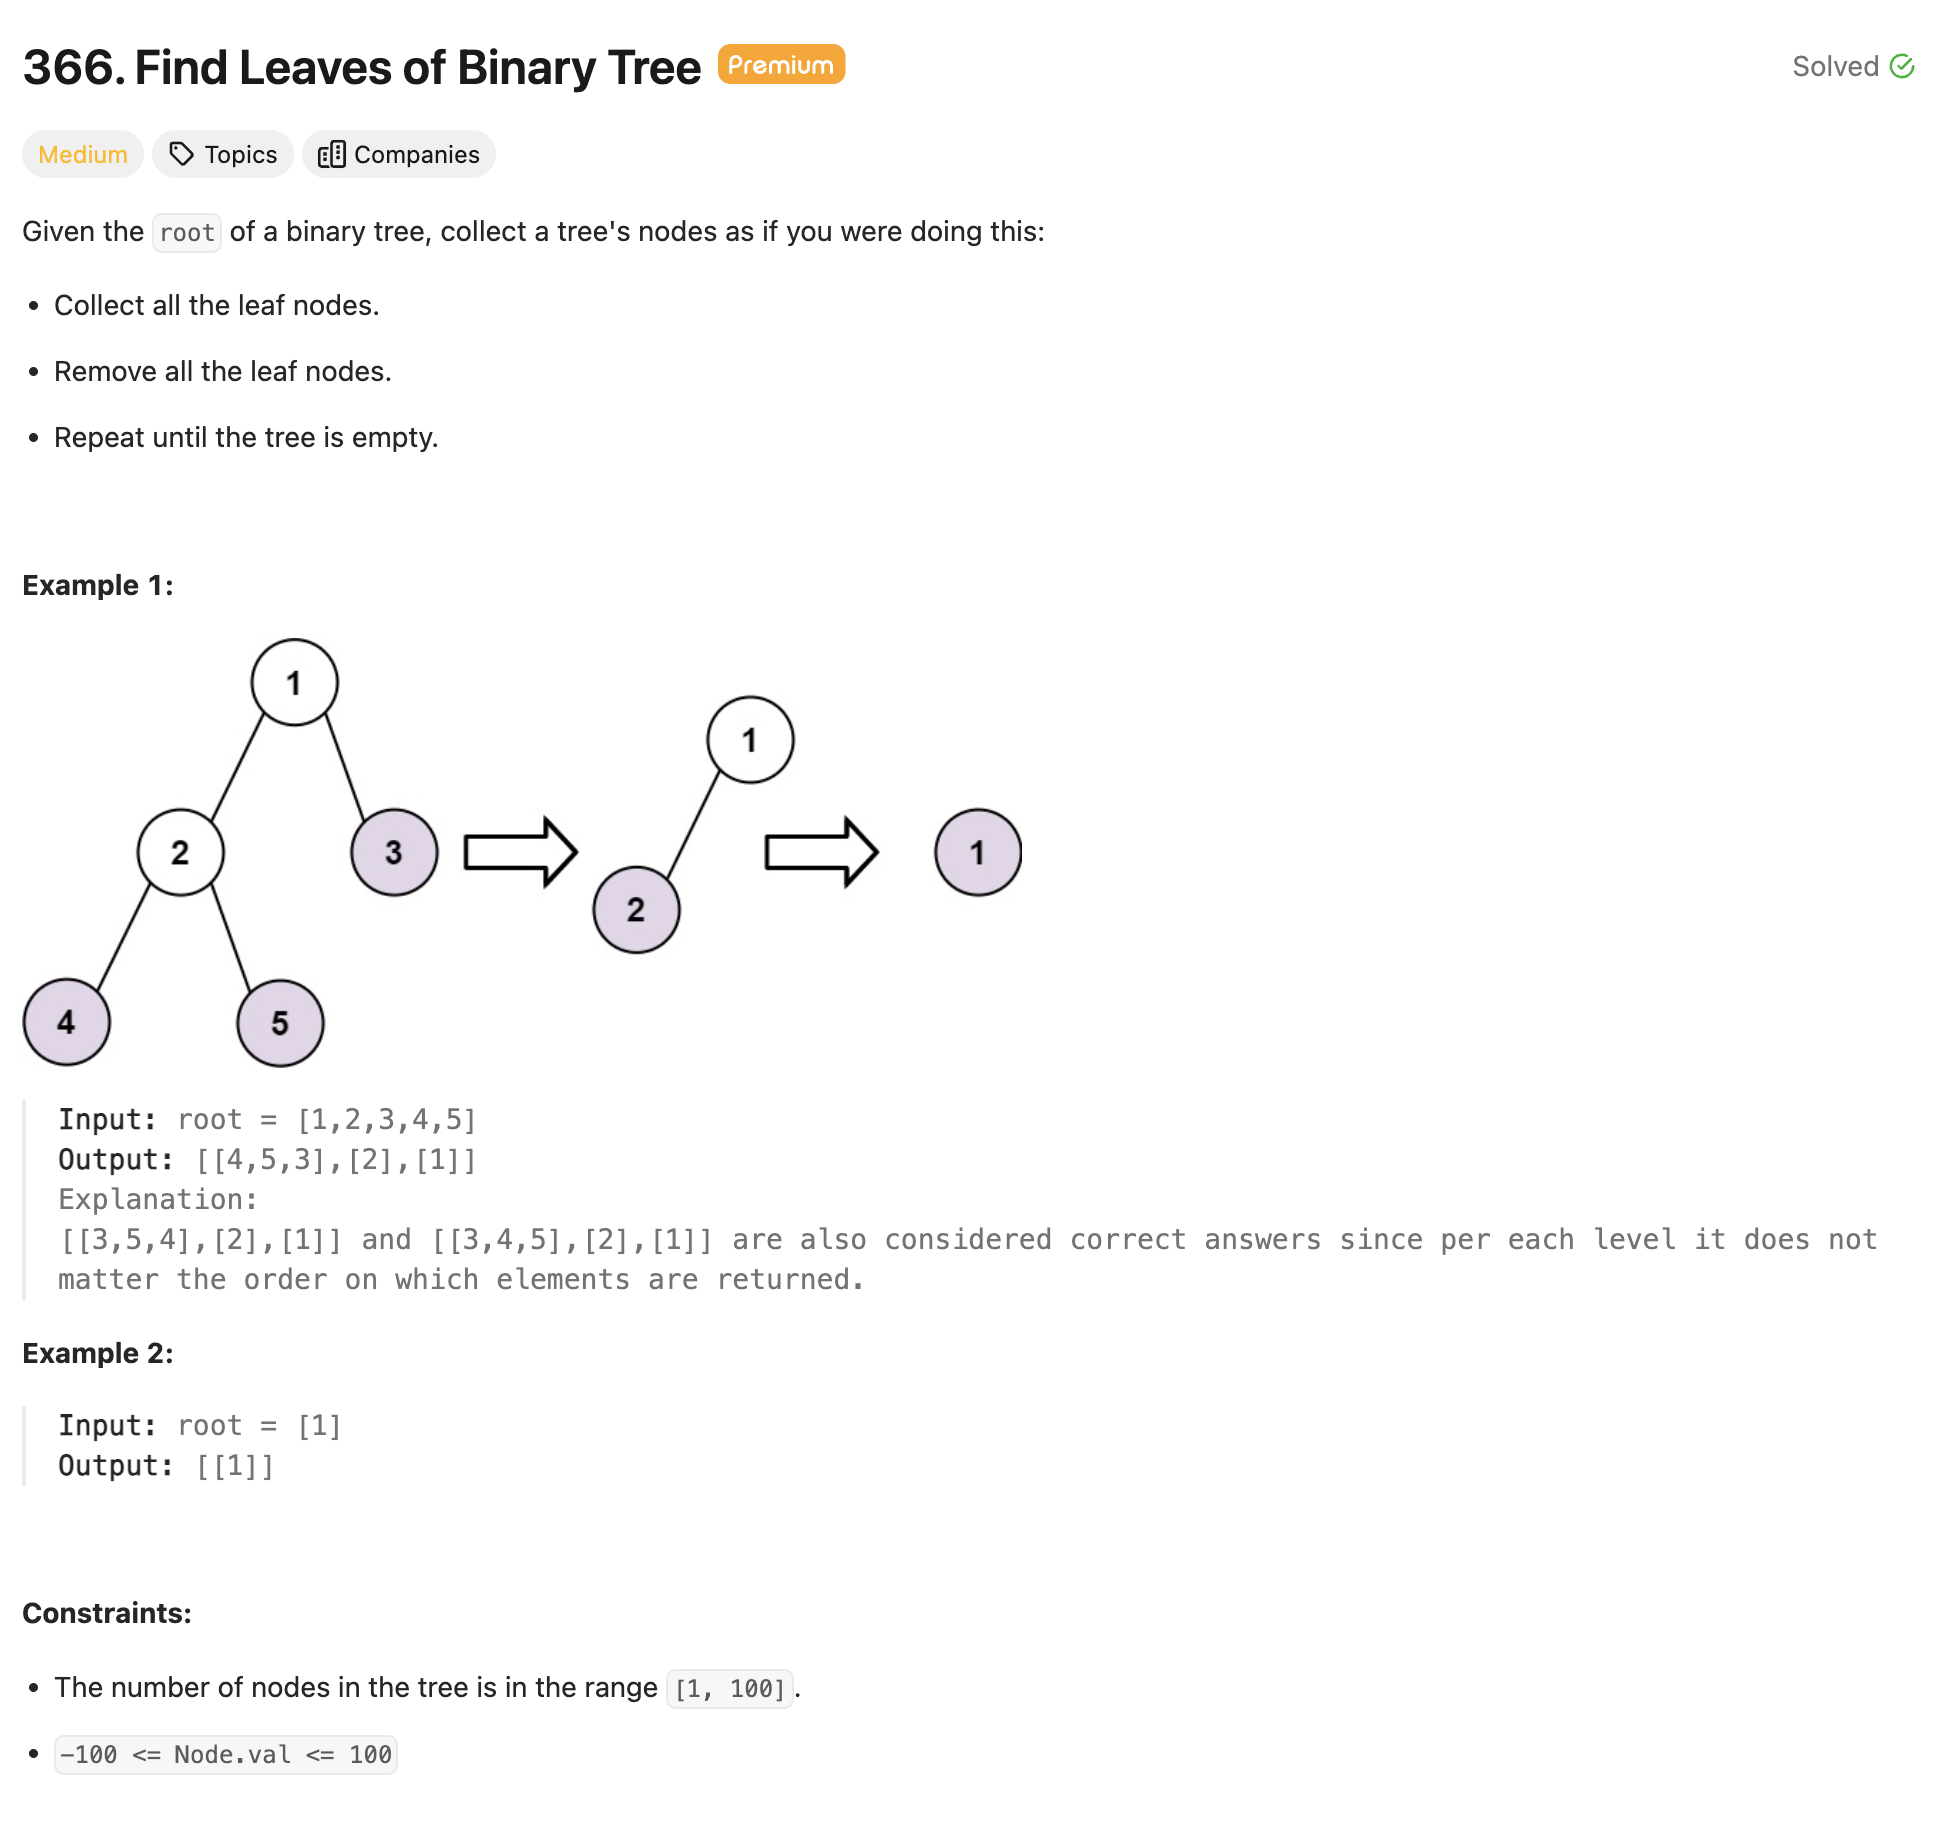 366. Find Leaves of Binary Tree Premium Solved
Medium Topics Companies
Given the root of a binary tree, collect a tree's nodes as if you were doing this:
• Collect all the leaf nodes.
• Remove all the leaf nodes.
• Repeat until the tree is empty.
Example 1:
1
1
2 3 1
2
4 5
Input: root = [1,2,3,4,5]
Output: [[4,5,3],[2],[1]]
Explanation:
[[3,5,4],[2],[1]] and [[3,4,5],[2],[1]] are also considered correct answers since per each level it does not
matter the order on which elements are returned.
Example 2:
Input: root = [1]
Output: [[1]]
Constraints:
• The number of nodes in the tree is in the range [1, 100].
• -100 <= Node.val <= 100